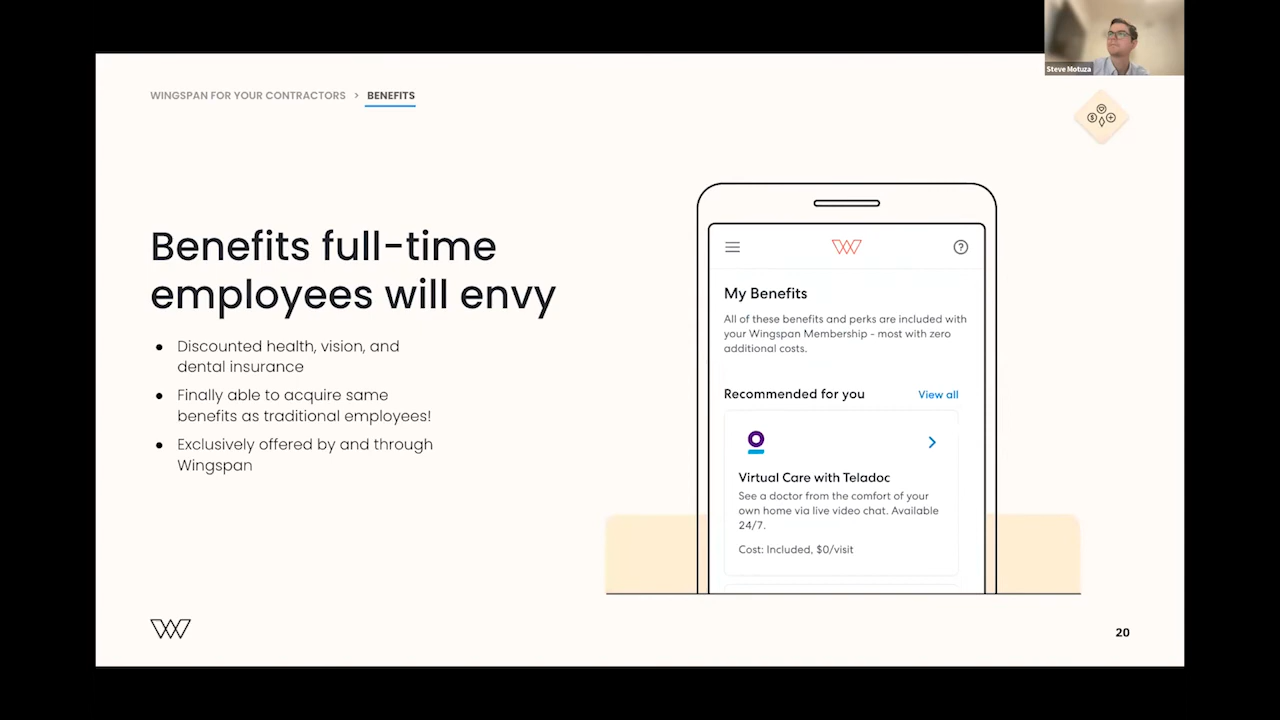 Steve Motuza
WINGSPAN FOR YOUR CONTRACTORS > BENEFITS
Benefits full-time
employees will envy
● Discounted health, vision, and
dental insurance
● Finally able to acquire same
benefits as traditional employees!
● Exclusively offered by and through
Wingspan
My Benefits
All of these benefits and perks are included with
your Wingspan Membership - most with zero
additional costs.
Recommended for you View all
Virtual Care with Teladoc
See a doctor from the comfort of your
own home via live video chat. Available
24/7.
Cost: Included, $0/visit
20